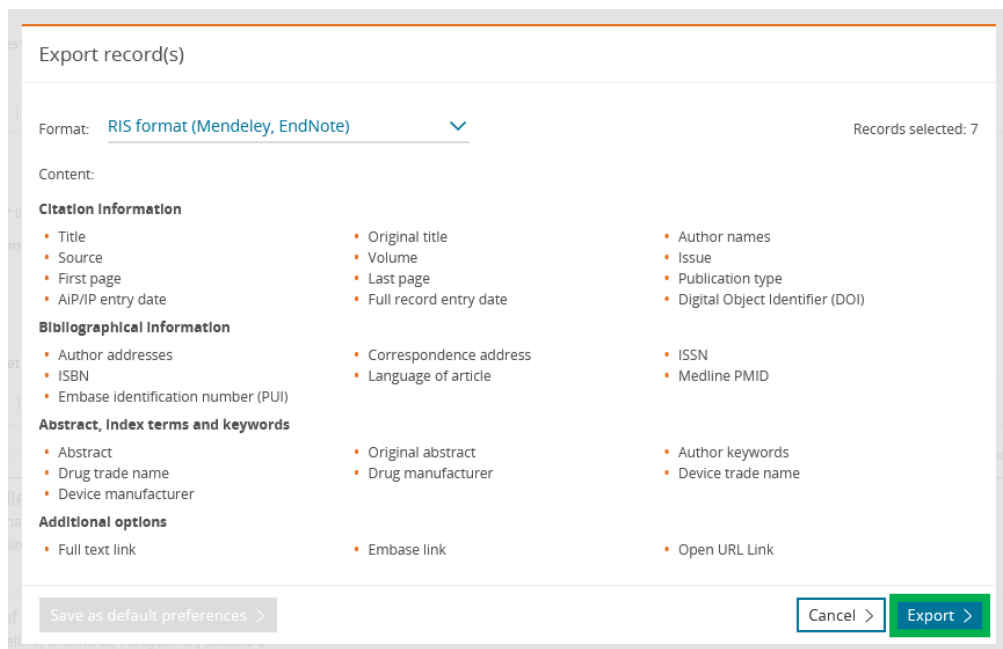 Export record(s)
Format: RIS format (Mendeley, EndNote) Records selected: 7
Content:
Citation Information
• Title • Original title • Author names
• Source • Volume • Issue
• First page • Last page • Publication type
• AiP/IP entry date • Full record entry date • Digital Object Identifier (DOI)
Bibliographical Information
• Author addresses • Correspondence address • ISSN
• ISBN • Language of article • Medline PMID
• Embase identification number (PUI)
Abstract, Index terms and keywords
• Abstract • Original abstract • Author keywords
• Drug trade name • Drug manufacturer • Device trade name
• Device manufacturer
Additional options
• Full text link • Embase link • Open URL Link
Save as default preferences > Cancel > Export >